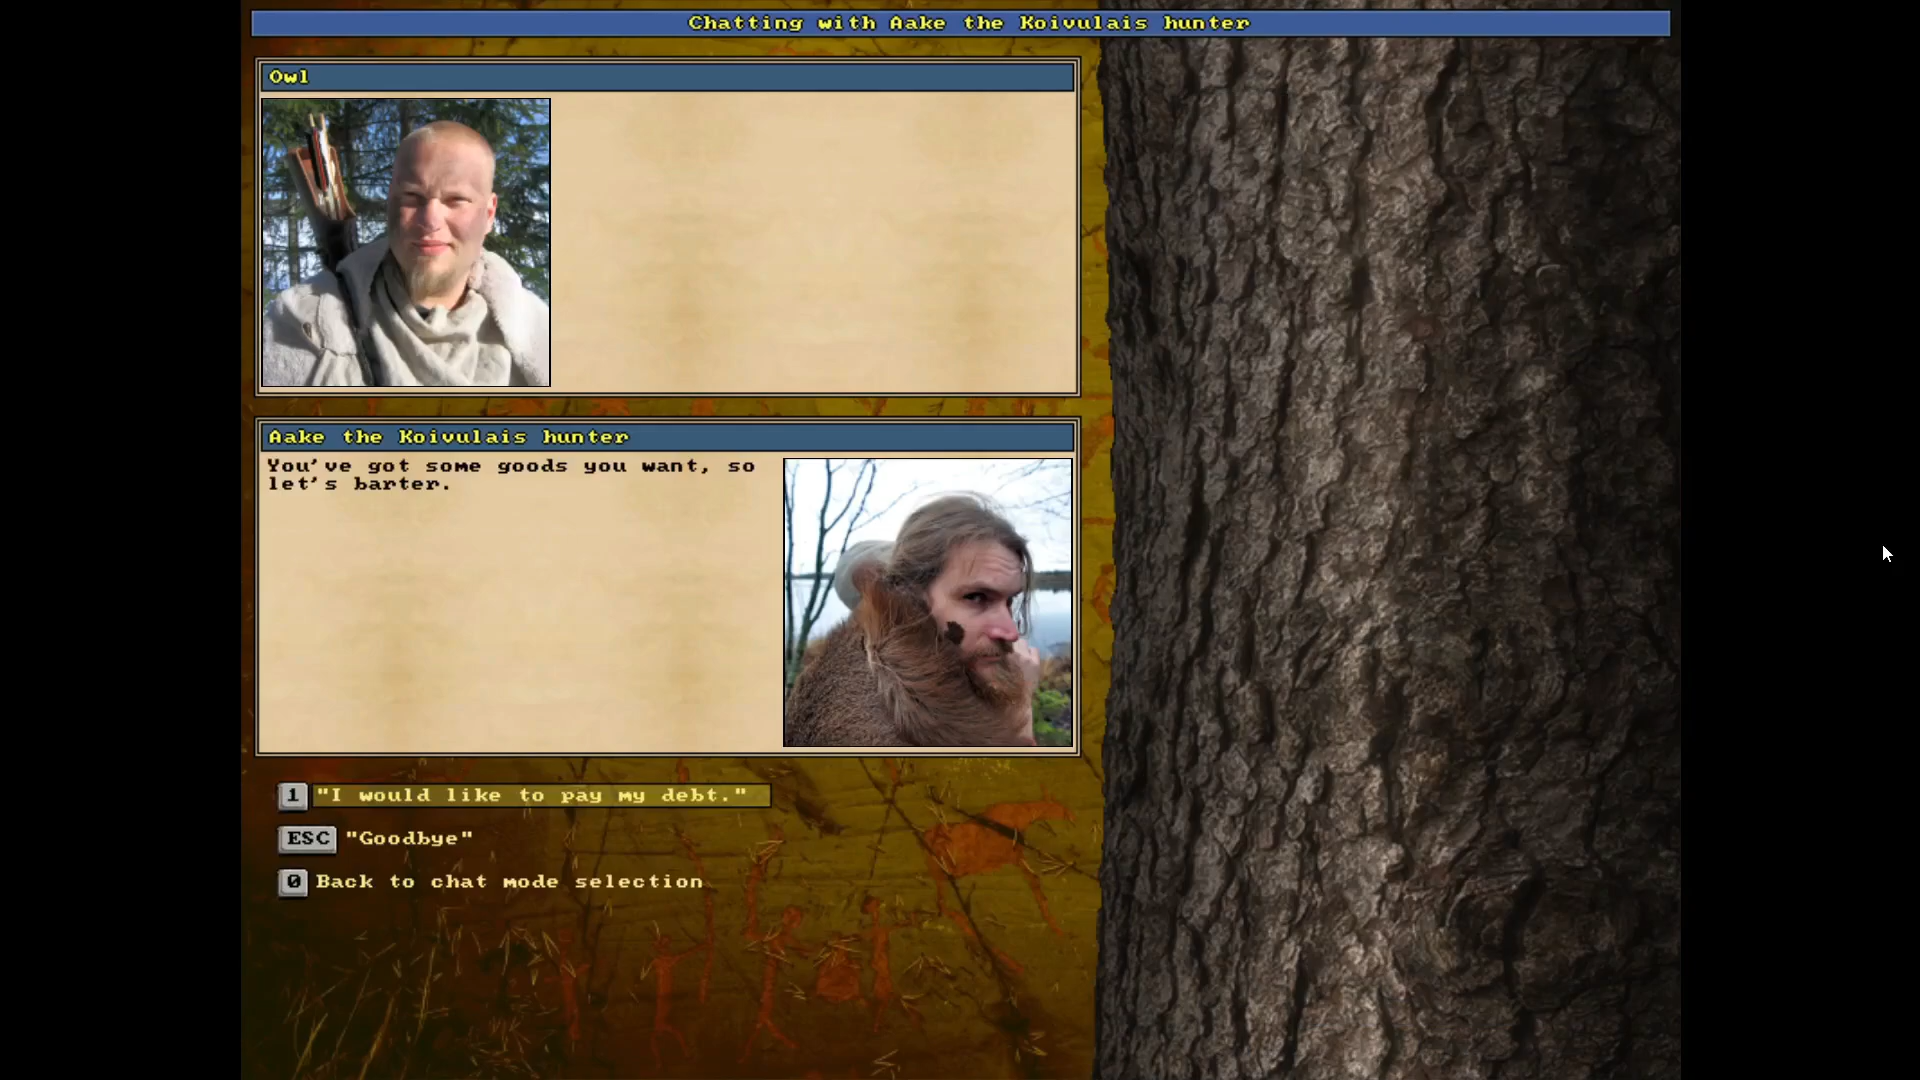 Chatting with Aake the Koivulais hunter
Owl
Aake the Koivulais hunter
You've got some goods you want, so
let's barter.
1 "I would like to pay my debt."
ESC "Goodbye"
0 Back to chat mode selection